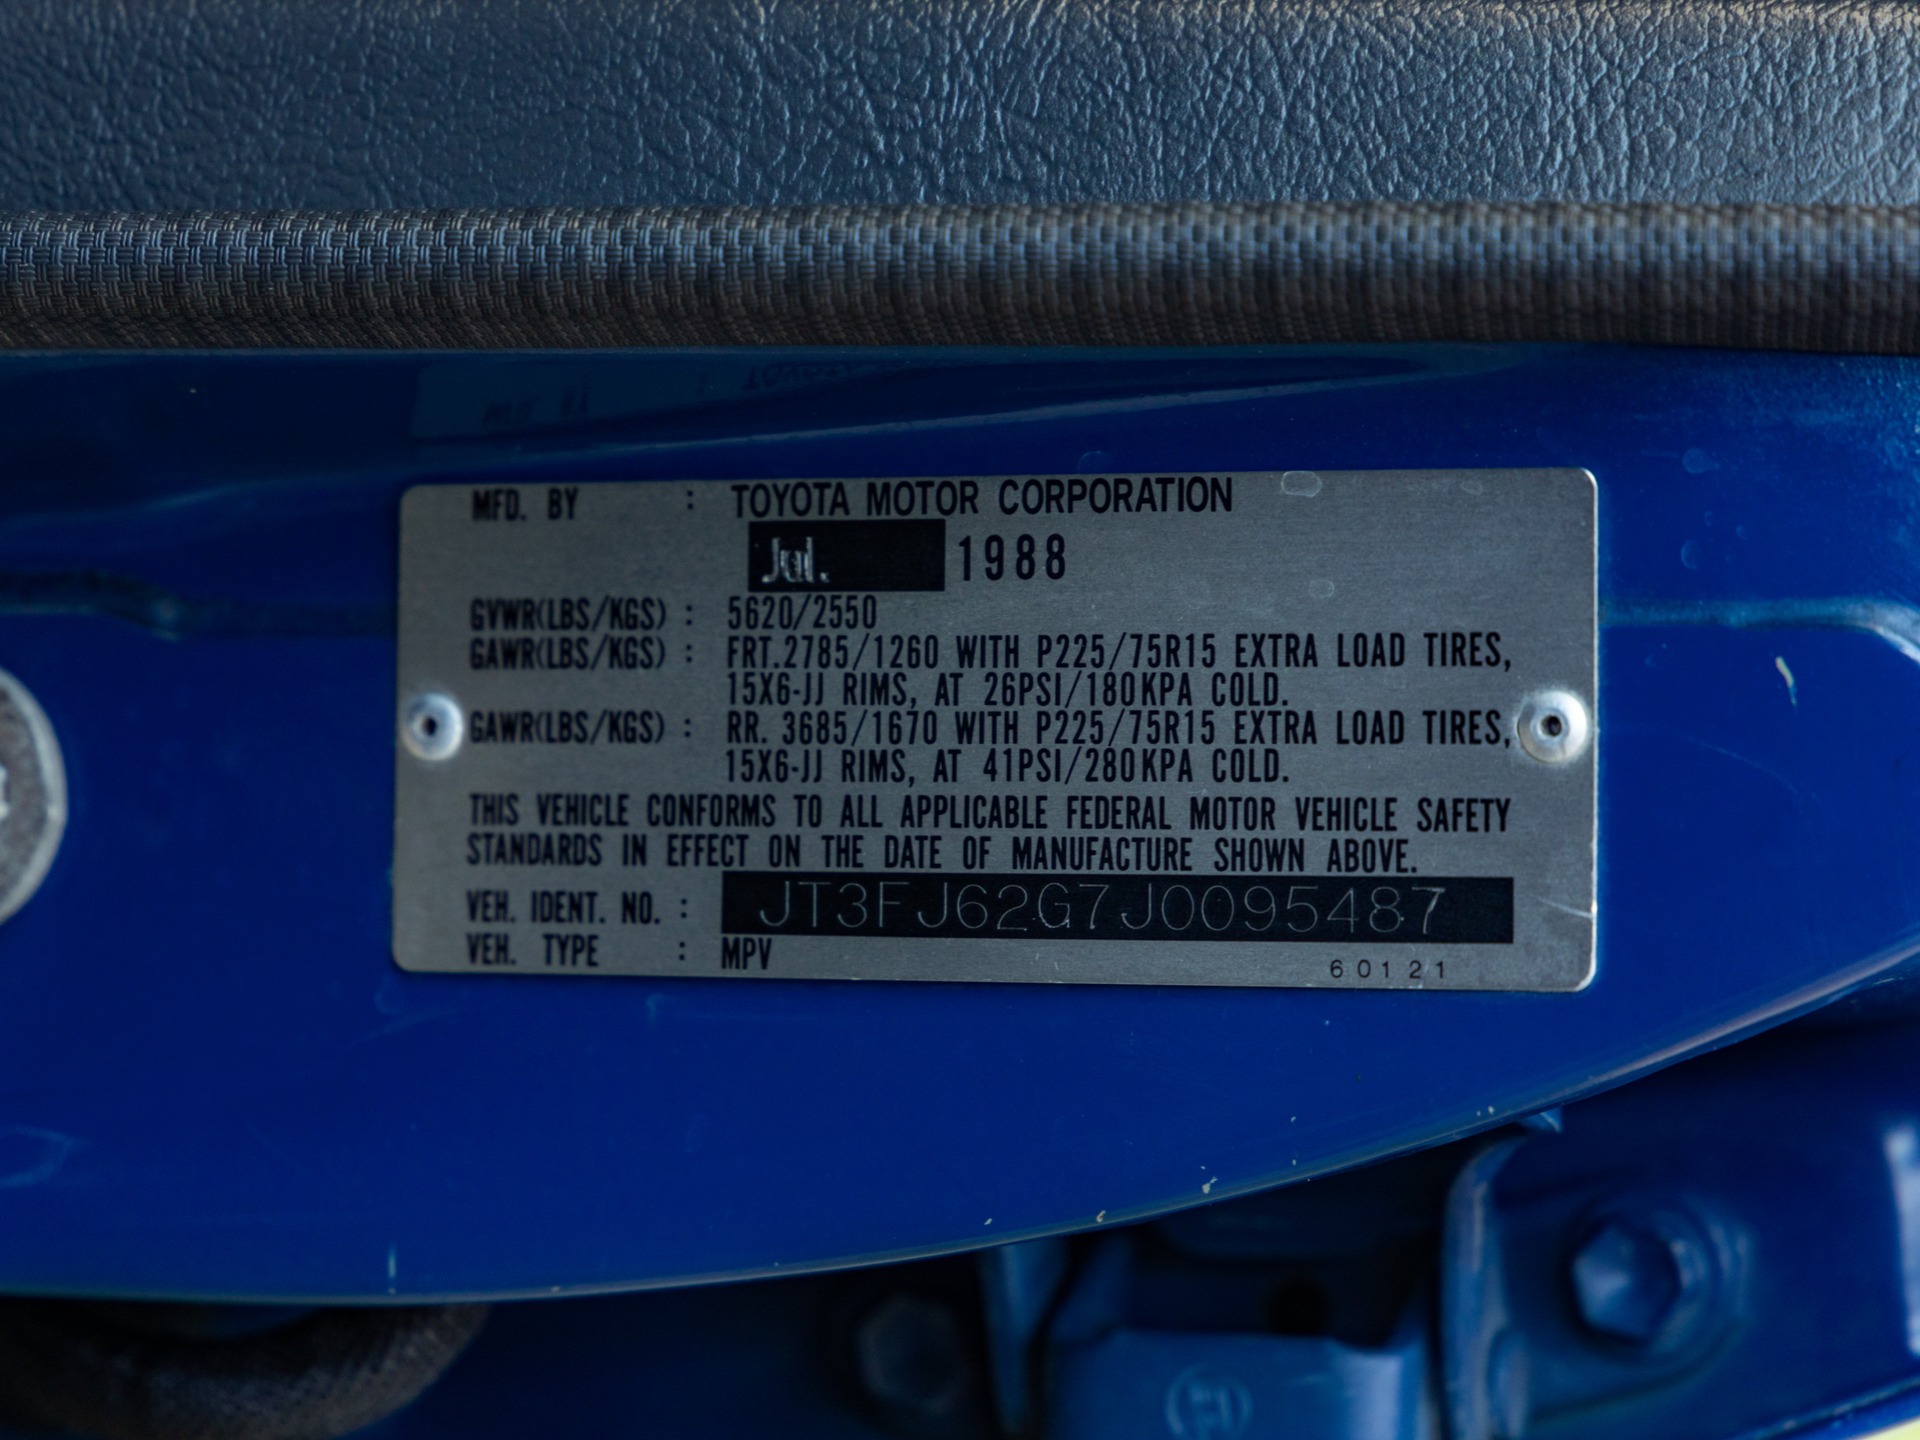 MFD. BY : TOYOTA MOTOR CORPORATION
Jul. 1988
GVWR(LBS/KGS) : 5620/2550
GAWR(LBS/KGS) : FRT.2785/1260 WITH P225/75R15 EXTRA LOAD TIRES,
15X6-JJ RIMS, AT 26PSI/180KPA COLD.
GAWR(LBS/KGS) : RR. 3685/1670 WITH P225/75R15 EXTRA LOAD TIRES,
15X6-JJ RIMS, AT 41PSI/280KPA COLD.
THIS VEHICLE CONFORMS TO ALL APPLICABLE FEDERAL MOTOR VEHICLE SAFETY
STANDARDS IN EFFECT ON THE DATE OF MANUFACTURE SHOWN ABOVE.
VEH. IDENT. NO. : JT3FJ62G7J0095487
VEH. TYPE : MPV
60121